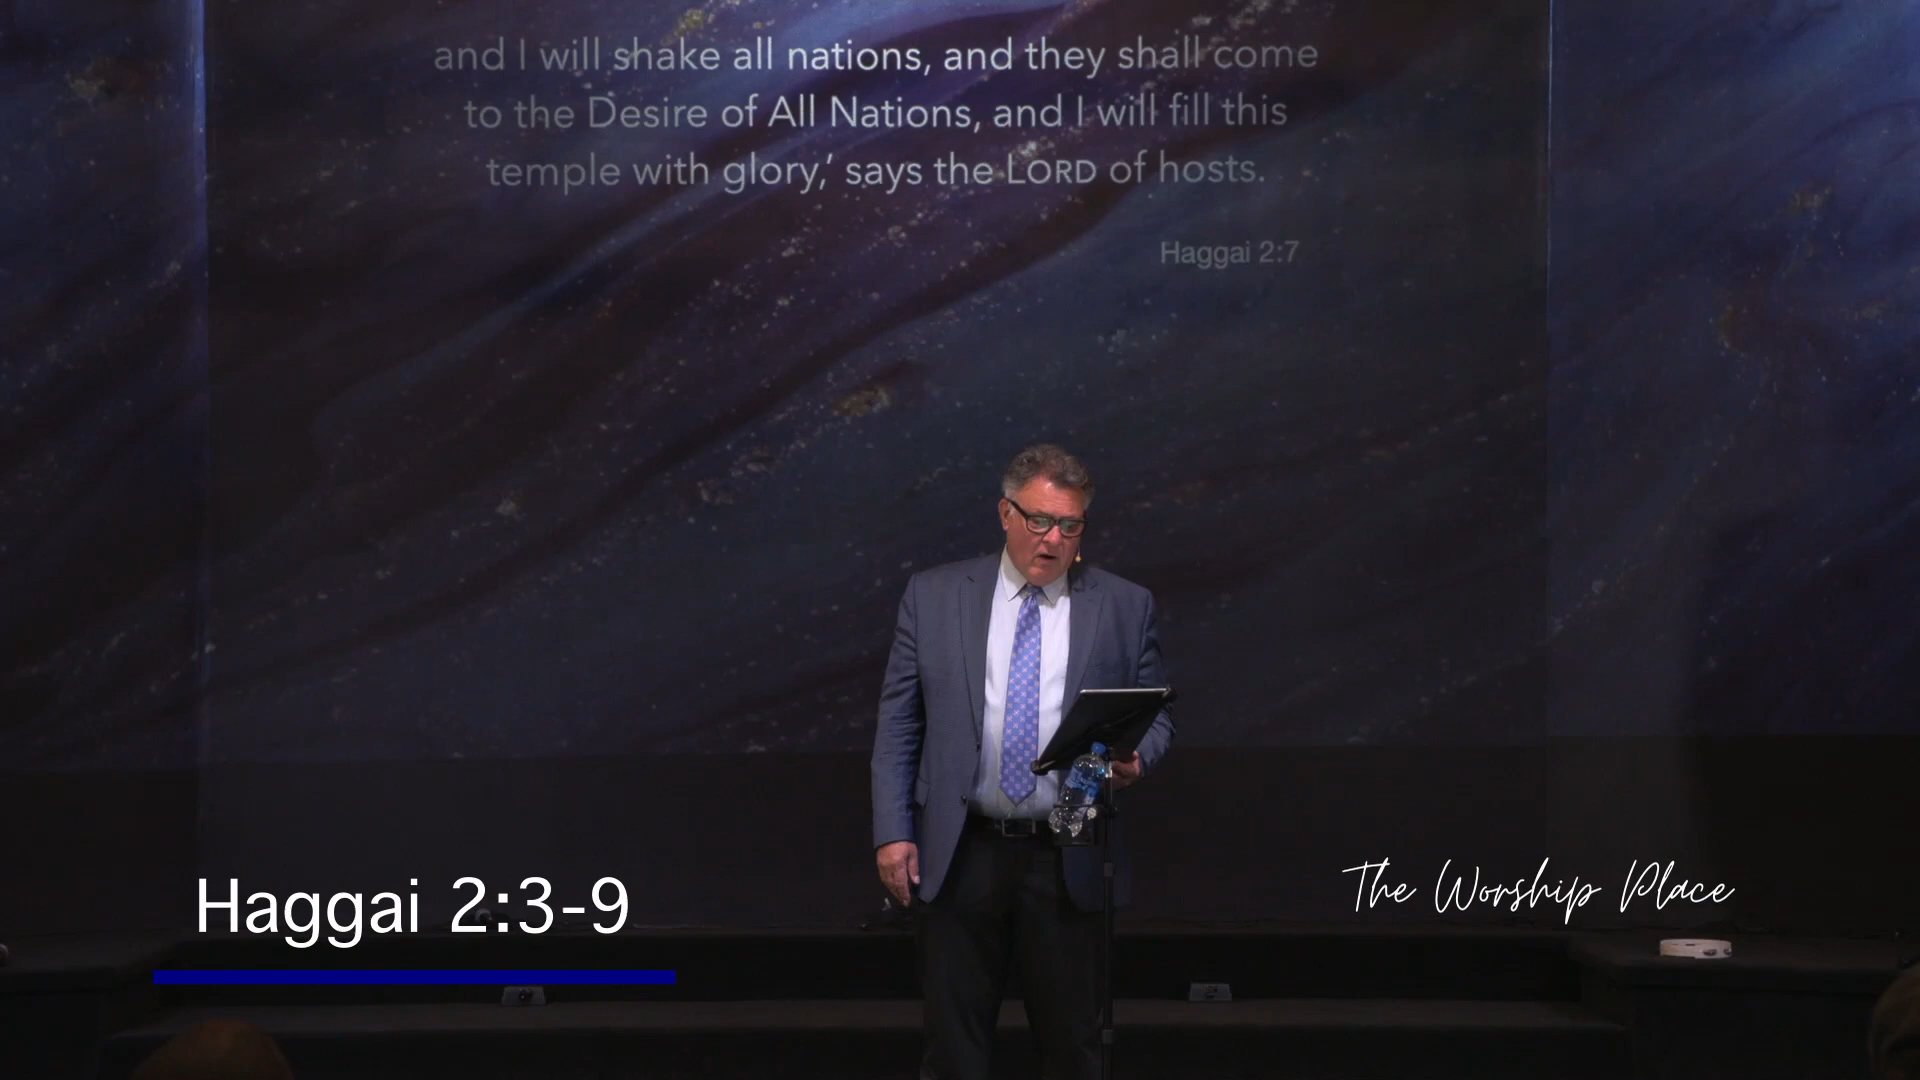 and I will shake all nations, and they shall come
to the Desire of All Nations, and I will fill this
temple with glory,’ says the LORD of hosts.
Haggai 2:7
Haggai 2:3-9
The Worship Place